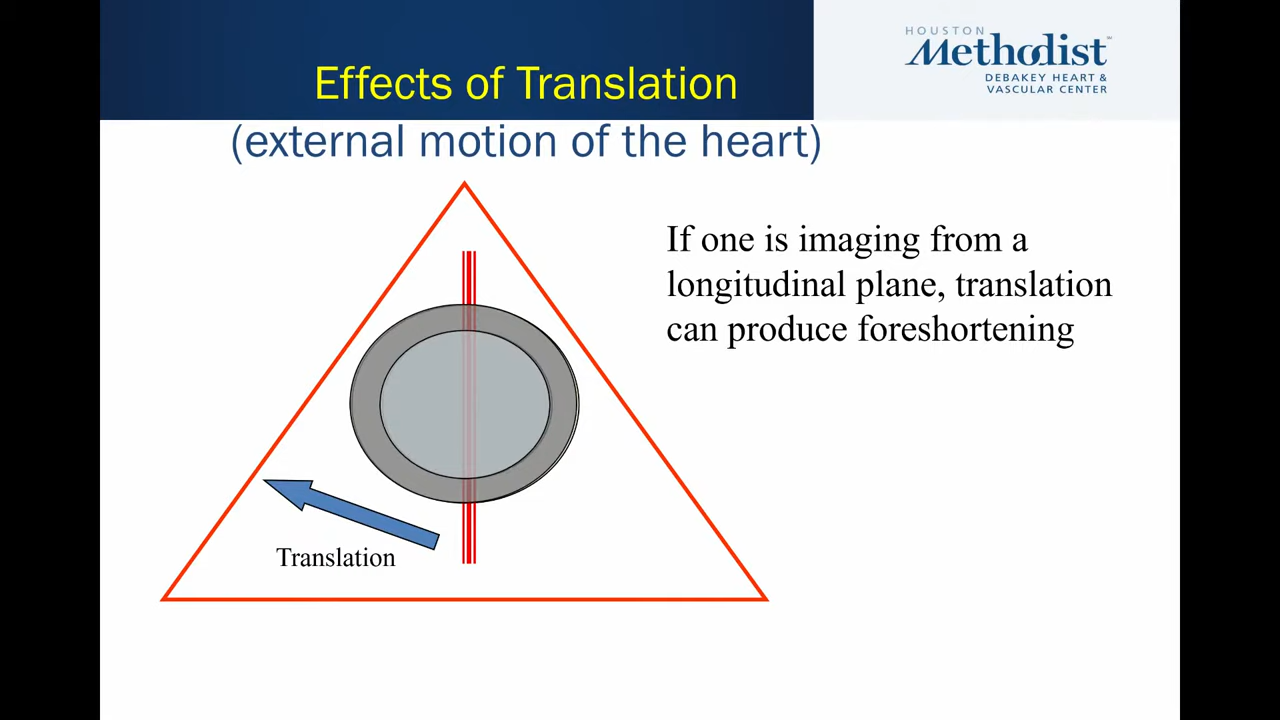 HOUSTON
Methodist
DEBAKEY HEART &
VASCULAR CENTER
Effects of Translation
(external motion of the heart)
If one is imaging from a
longitudinal plane, translation
can produce foreshortening
Translation